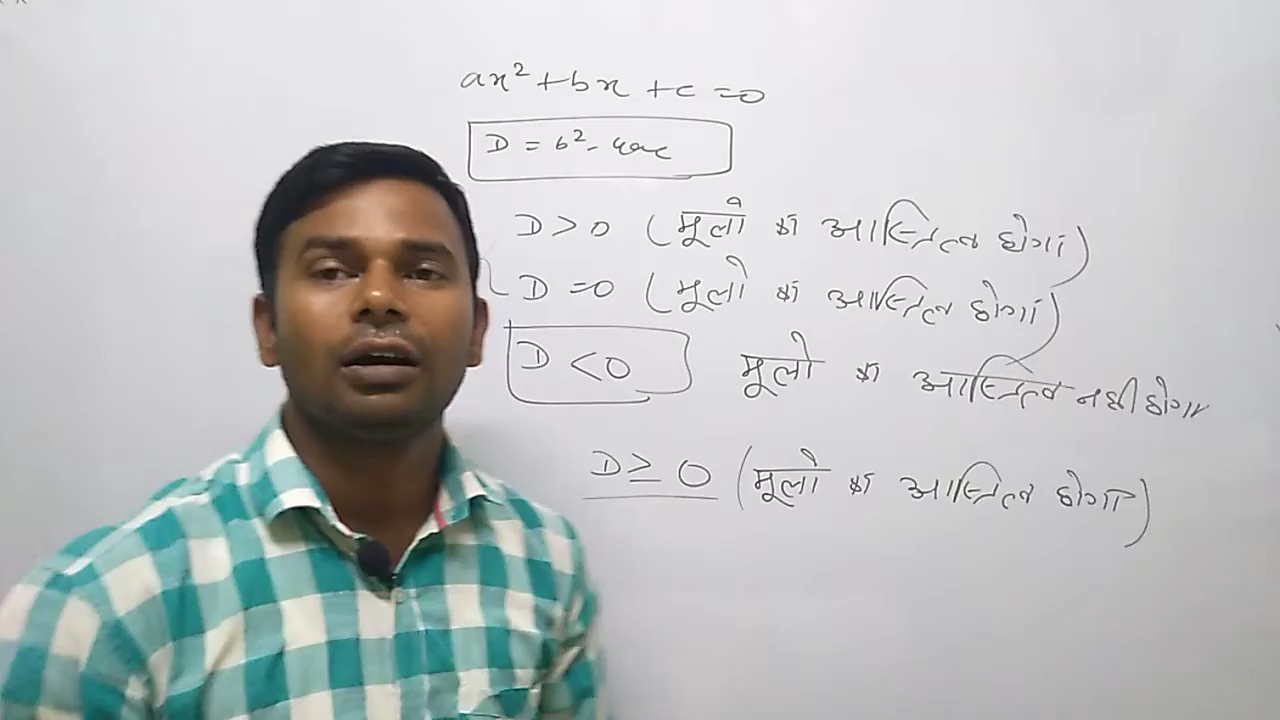 ax² + bx + c = 0
D = b² - 4ac
D > 0 (मूलो का आस्त्रित्व होगा)
D = 0 (मूलो का आस्त्रित्व होगा)
D < 0 मूलो का आस्त्रित्व नही होगा
D ≥ 0 (मूलो का आस्त्रित्व होगा)